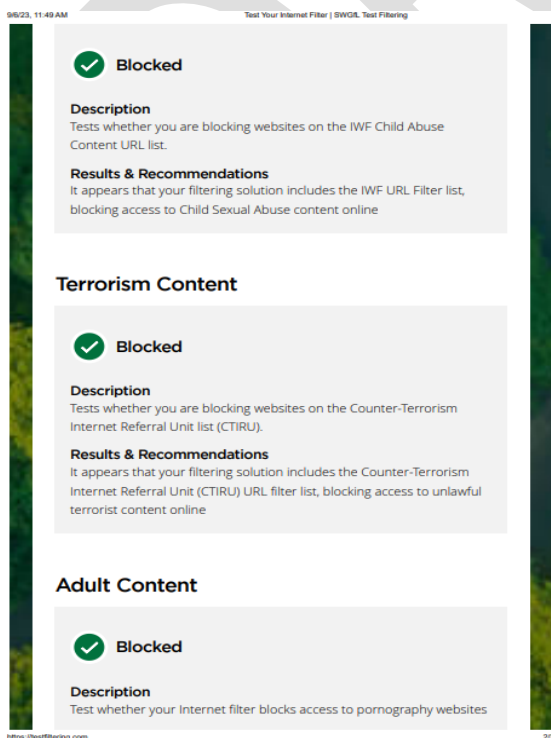 9/6/23, 11:49 AM
Test Your Internet Filter | SWGfL Test Filtering
Blocked
Description
Tests whether you are blocking websites on the IWF Child Abuse
Content URL list.
Results & Recommendations
It appears that your filtering solution includes the IWF URL Filter list,
blocking access to Child Sexual Abuse content online
Terrorism Content
Blocked
Description
Tests whether you are blocking websites on the Counter-Terrorism
Internet Referral Unit list (CTIRU).
Results & Recommendations
It appears that your filtering solution includes the Counter-Terrorism
Internet Referral Unit (CTIRU) URL filter list, blocking access to unlawful
terrorist content online
Adult Content
Blocked
Description
Test whether your Internet filter blocks access to pornography websites
https://testfiltering.com